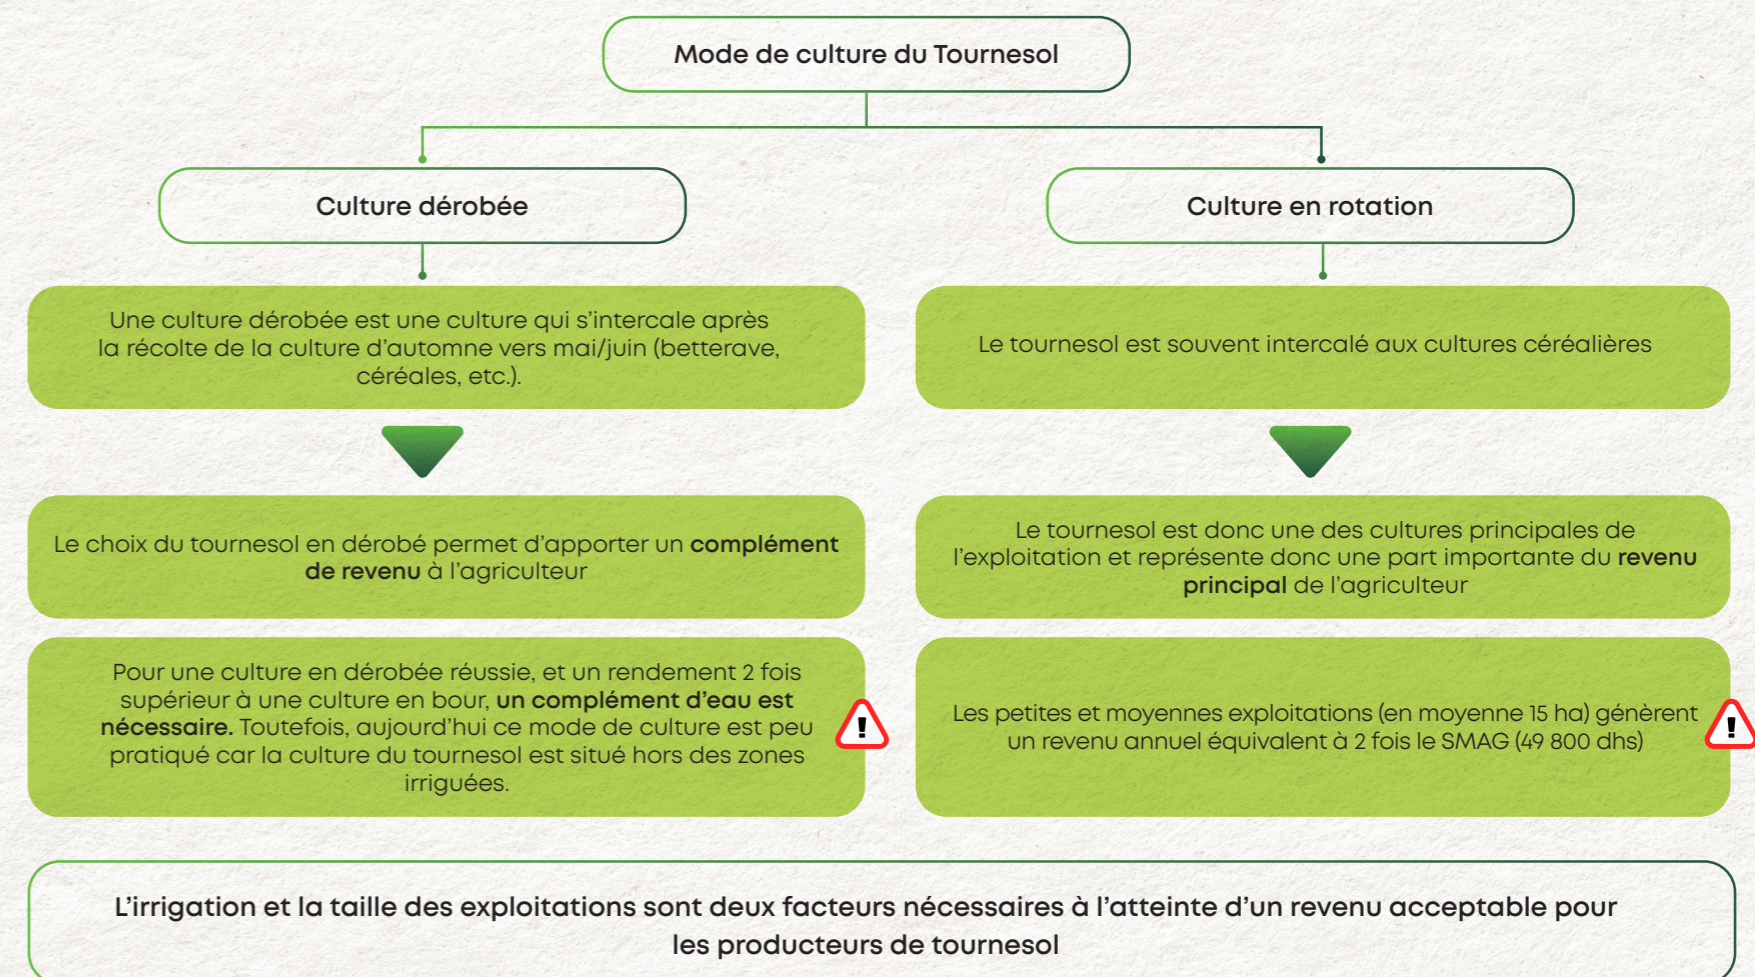 Mode de culture du Tournesol
Culture dérobée
Une culture dérobée est une culture qui s'intercale après
la récolte de la culture d'automne vers mai/juin (betterave,
céréales, etc.).
Le choix du tournesol en dérobé permet d'apporter un complément
de revenu à l'agriculteur
Pour une culture en dérobée réussie, et un rendement 2 fois
supérieur à une culture en bour, un complément d'eau est
nécessaire. Toutefois, aujourd'hui ce mode de culture est peu
pratiqué car la culture du tournesol est situé hors des zones
irriguées.
!
Culture en rotation
Le tournesol est souvent intercalé aux cultures céréalières
Le tournesol est donc une des cultures principales de
l'exploitation et représente donc une part importante du revenu
principal de l'agriculteur
Les petites et moyennes exploitations (en moyenne 15 ha) génèrent
un revenu annuel équivalent à 2 fois le SMAG (49 800 dhs)
!
L'irrigation et la taille des exploitations sont deux facteurs nécessaires à l'atteinte d'un revenu acceptable pour
les producteurs de tournesol